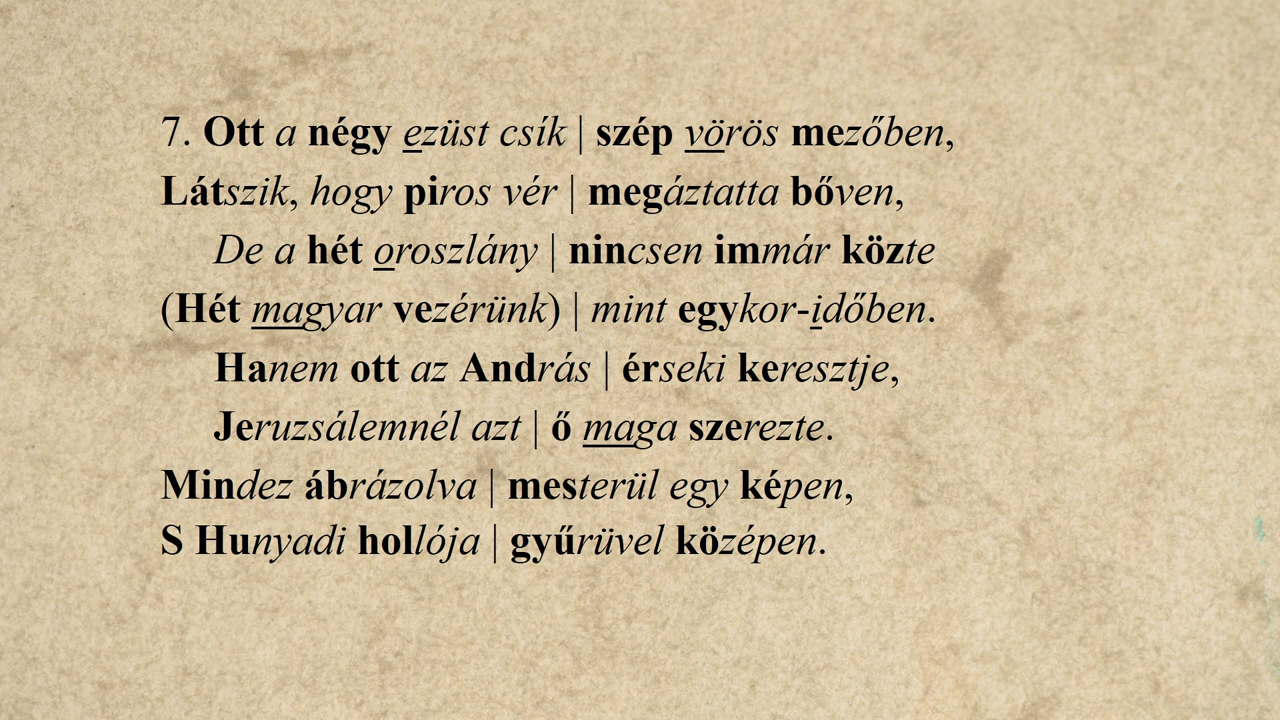 7. Ott a négy ezüst csík | szép vörös mezőben,
Látszik, hogy piros vér | megáztatta bőven,
De a hét oroszlány | nincsen immár közte
(Hét magyar vezérünk) | mint egykor-időben.
Hanem ott az András | érseki keresztje,
Jeruzsálemnél azt | ő maga szerezte.
Mindez ábrázolva | mesterül egy képen,
S Hunyadi hollója | gyűrüvel középen.